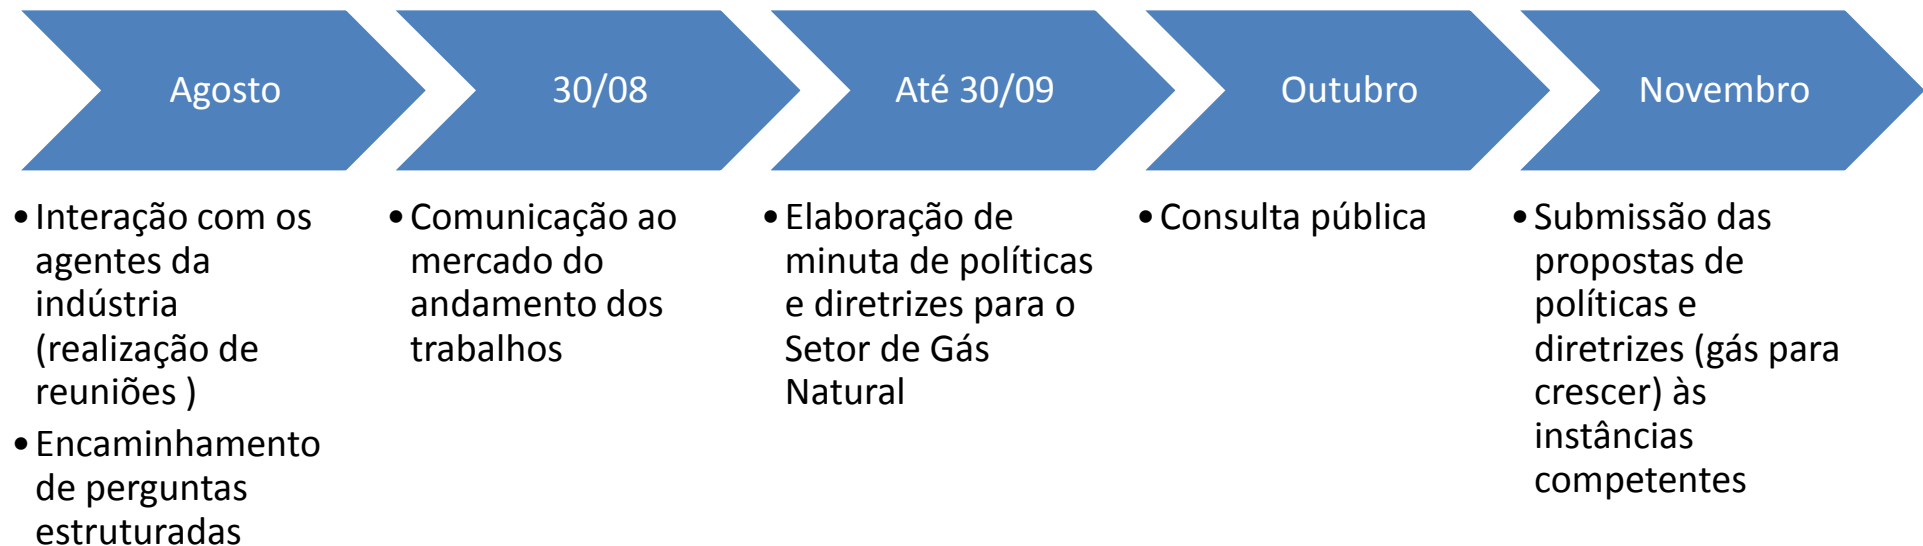 Agosto
30/08
Até 30/09
Outubro
Novembro
•Interação com os
agentes da
indústria
(realização de
reuniões )
•Encaminhamento
de perguntas
estruturadas
•Comunicação ao
mercado do
andamento dos
trabalhos
•Elaboração de
minuta de políticas
e diretrizes para o
Setor de Gás
Natural
•Consulta pública
•Submissão das
propostas de
políticas e
diretrizes (gás para
crescer) às
instâncias
competentes